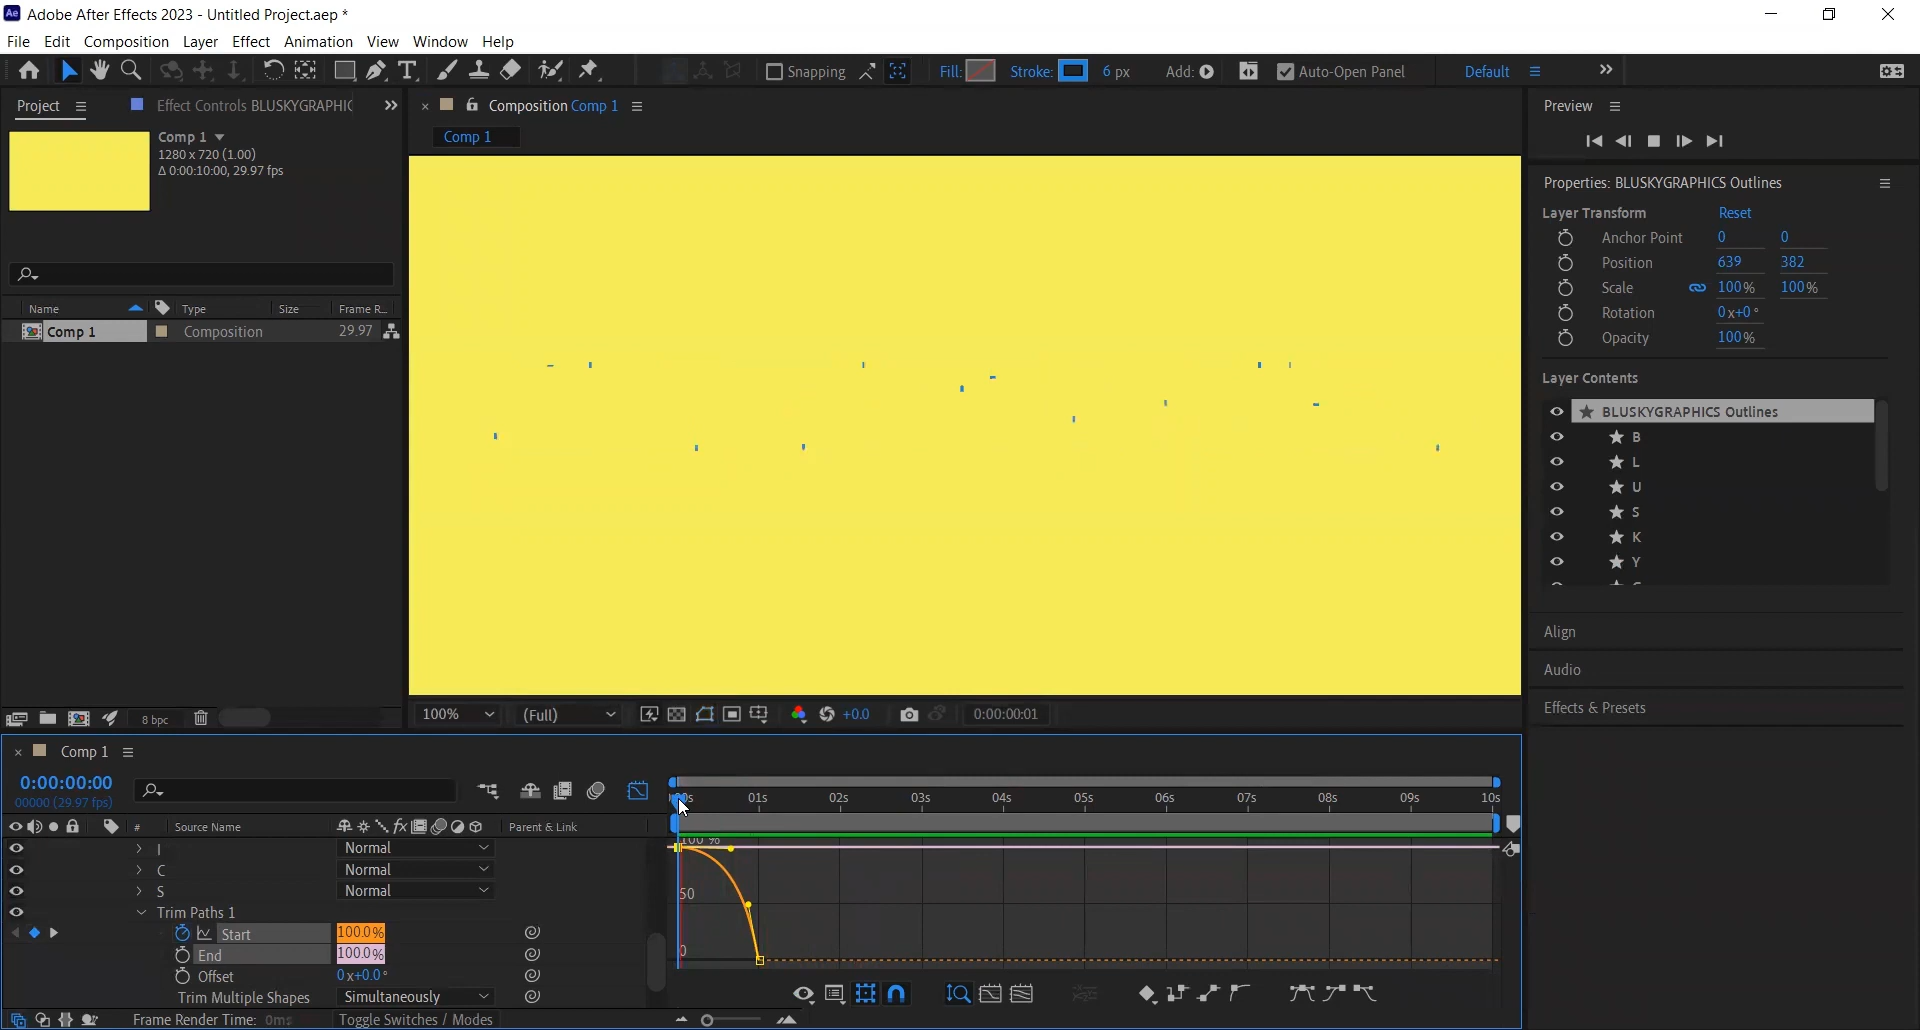 Ae Adobe After Effects 2023 - Untitled Project.aep *
File Edit Composition Layer Effect Animation View Window Help
Snapping Fill: Stroke: 6 px Add: Auto-Open Panel Default
Project Effect Controls BLUSKYGRAPHIC
Composition Comp 1
Comp 1
Comp 1
1280 x 720 (1.00)
Δ 0:00:10:00, 29.97 fps
Name Type Size Frame R...
Comp 1 Composition 29.97
8 bpc
100% (Full) +0.0 0:00:00:01
Preview
Properties: BLUSKYGRAPHICS Outlines
Layer Transform Reset
Anchor Point 0 0
Position 639 382
Scale 100% 100%
Rotation 0x+0°
Opacity 100%
Layer Contents
BLUSKYGRAPHICS Outlines
B
L
U
S
K
Y
Align
Audio
Effects & Presets
Comp 1
0:00:00:00
00000 (29.97 fps)
# Source Name fx Parent & Link
I Normal
C Normal
S Normal
Trim Paths 1
Start 100.0%
End 100.0%
Offset 0x+0.0°
Trim Multiple Shapes Simultaneously
Frame Render Time: 0ms Toggle Switches / Modes
01s 02s 03s 04s 05s 06s 07s 08s 09s 10s
100 %
50
0